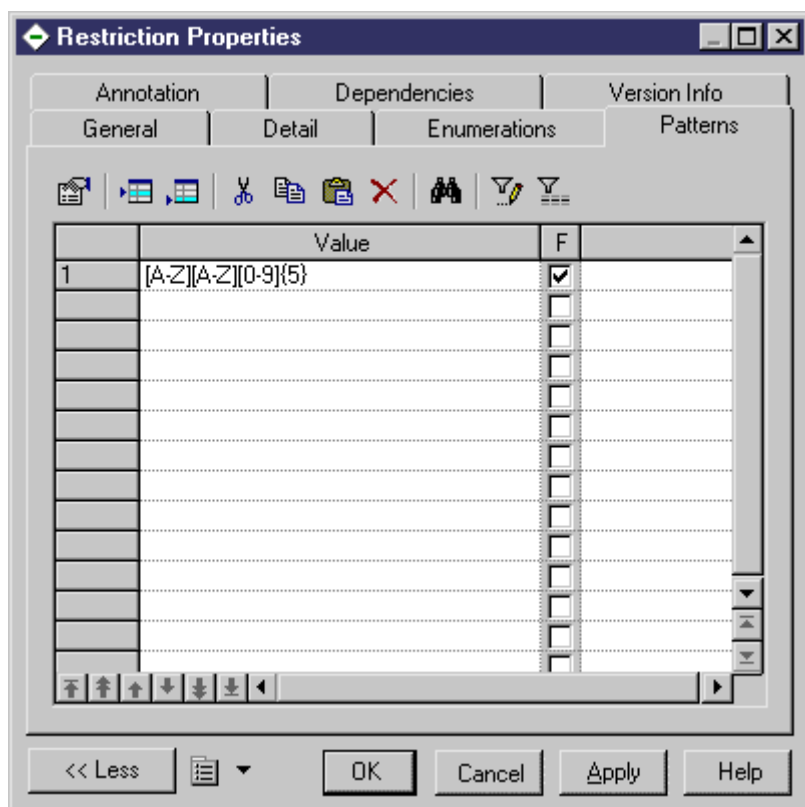 Restriction Properties
Annotation Dependencies Version Info
General Detail Enumerations Patterns
Value F
1 [A-Z][A-Z][0-9]{5}
<< Less OK Cancel Apply Help